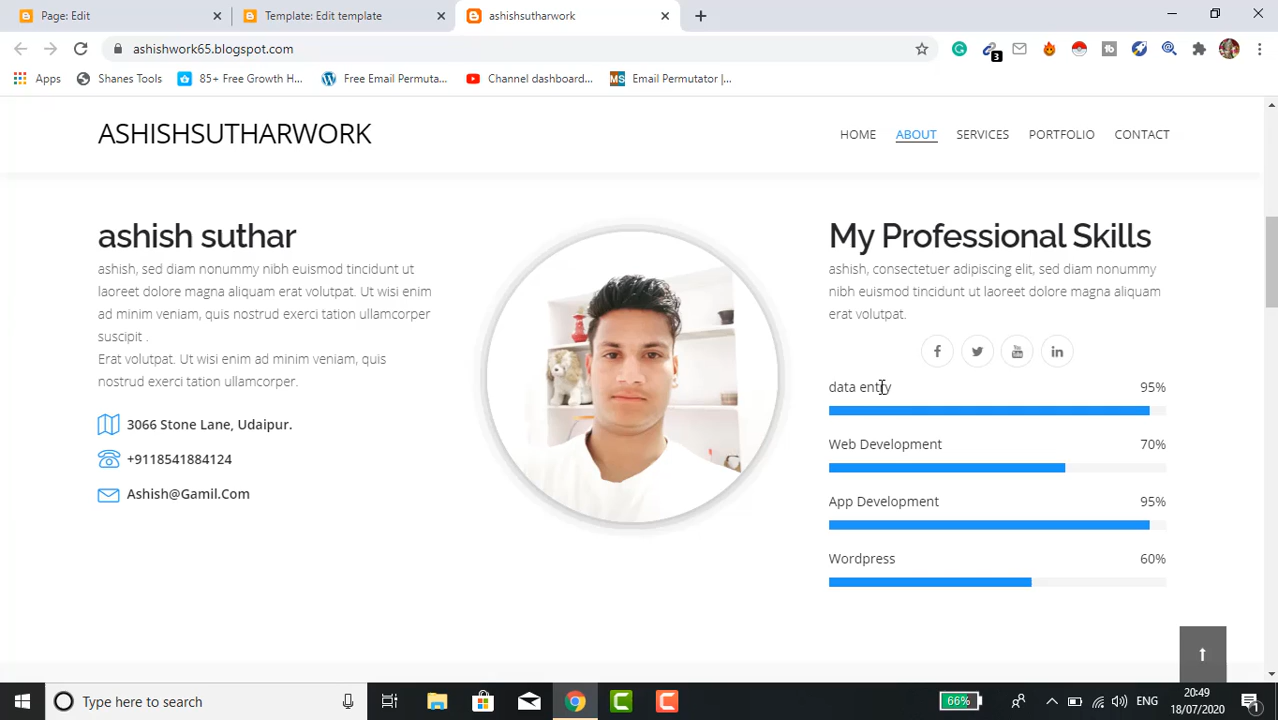 Page: Edit
Template: Edit template
ashishsutharwork
ashishwork65.blogspot.com
3
Apps
Shanes Tools
85+ Free Growth H...
Free Email Permuta...
Channel dashboard...
MS
Email Permutator |...
ASHISHSUTHARWORK
HOME
ABOUT
SERVICES
PORTFOLIO
CONTACT
ashish suthar
ashish, sed diam nonummy nibh euismod tincidunt ut
laoreet dolore magna aliquam erat volutpat. Ut wisi enim
ad minim veniam, quis nostrud exerci tation ullamcorper
suscipit .
Erat volutpat. Ut wisi enim ad minim veniam, quis
nostrud exerci tation ullamcorper.
3066 Stone Lane, Udaipur.
+9118541884124
Ashish@Gamil.Com
My Professional Skills
ashish, consectetuer adipiscing elit, sed diam nonummy
nibh euismod tincidunt ut laoreet dolore magna aliquam
erat volutpat.
data entry 95%
Web Development 70%
App Development 95%
Wordpress 60%
Type here to search
66%
ENG
20:49
18/07/2020
1